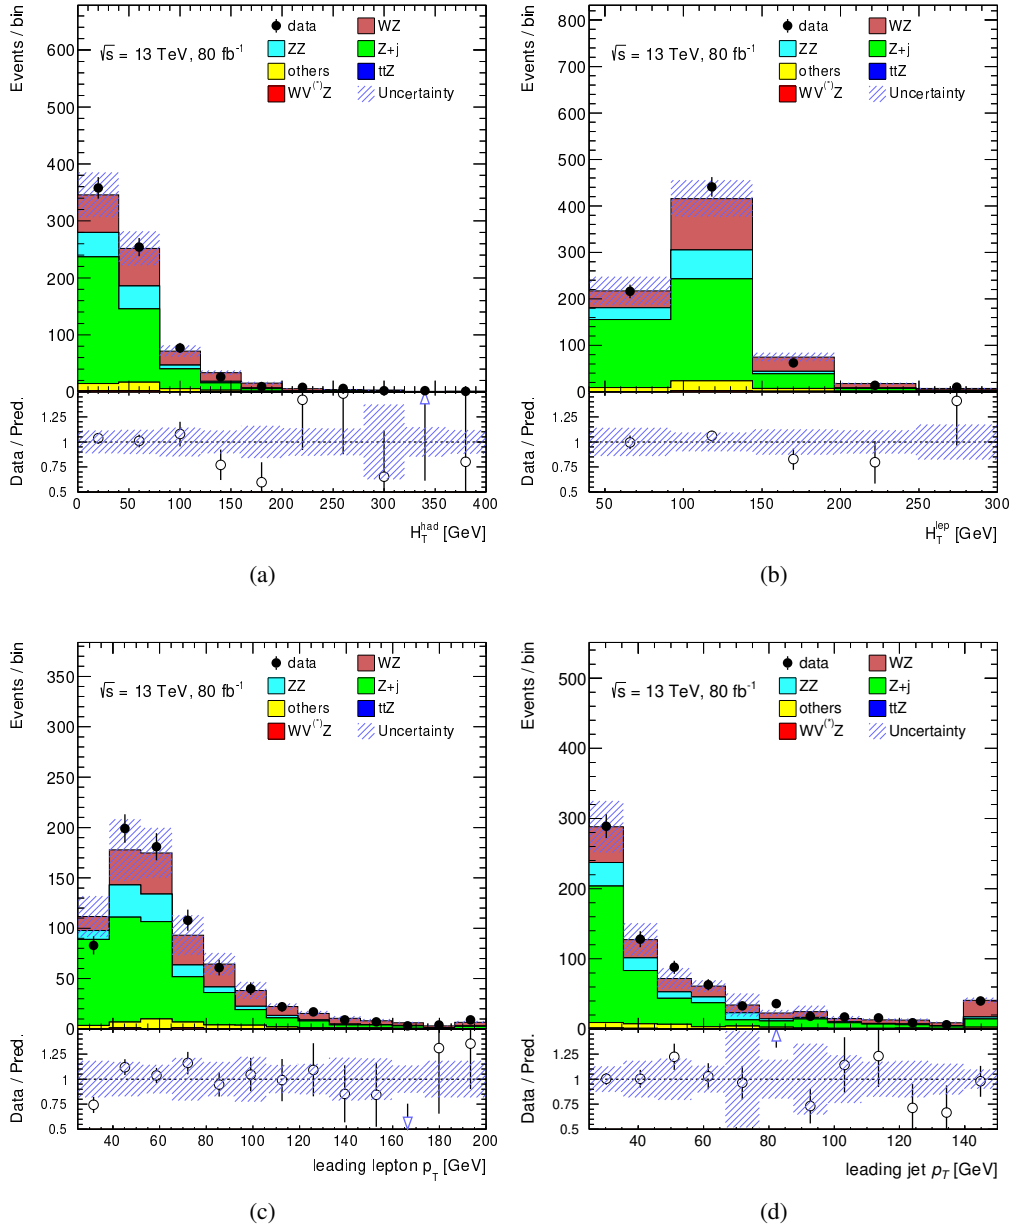 Events / bin
600
500
400
300
200
100
0
√s = 13 TeV, 80 fb⁻¹
data
WZ
ZZ
Z+j
others
ttZ
WV(*)Z
Uncertainty
Data / Pred.
1.25
1
0.75
0.5
0 50 100 150 200 250 300 350 400
H_T^had [GeV]
(a)
Events / bin
800
700
600
500
400
300
200
100
0
√s = 13 TeV, 80 fb⁻¹
data
WZ
ZZ
Z+j
others
ttZ
WV(*)Z
Uncertainty
Data / Pred.
1.25
1
0.75
0.5
50 100 150 200 250 300
H_T^lep [GeV]
(b)
Events / bin
350
300
250
200
150
100
50
0
√s = 13 TeV, 80 fb⁻¹
data
WZ
ZZ
Z+j
others
ttZ
WV(*)Z
Uncertainty
Data / Pred.
1.25
1
0.75
0.5
40 60 80 100 120 140 160 180 200
leading lepton p_T [GeV]
(c)
Events / bin
500
400
300
200
100
0
√s = 13 TeV, 80 fb⁻¹
data
WZ
ZZ
Z+j
others
ttZ
WV(*)Z
Uncertainty
Data / Pred.
1.25
1
0.75
0.5
40 60 80 100 120 140
leading jet p_T [GeV]
(d)